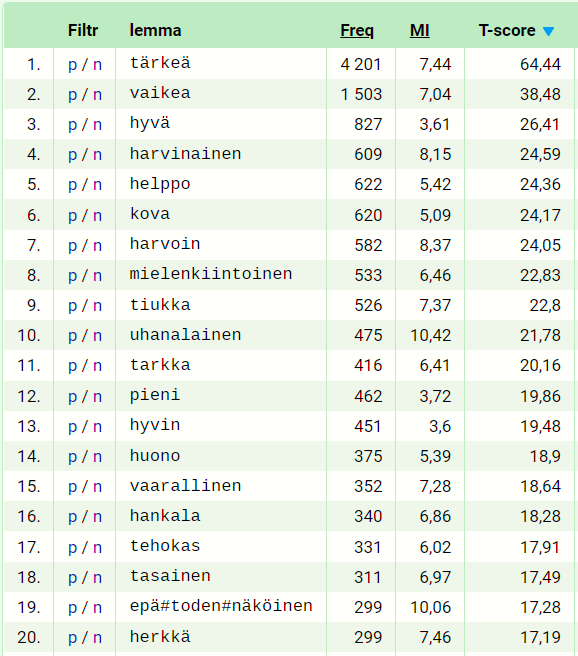 Filtr lemma Freq MI T-score
1. p / n tärkeä 4 201 7,44 64,44
2. p / n vaikea 1 503 7,04 38,48
3. p / n hyvä 827 3,61 26,41
4. p / n harvinainen 609 8,15 24,59
5. p / n helppo 622 5,42 24,36
6. p / n kova 620 5,09 24,17
7. p / n harvoin 582 8,37 24,05
8. p / n mielenkiintoinen 533 6,46 22,83
9. p / n tiukka 526 7,37 22,8
10. p / n uhanalainen 475 10,42 21,78
11. p / n tarkka 416 6,41 20,16
12. p / n pieni 462 3,72 19,86
13. p / n hyvin 451 3,6 19,48
14. p / n huono 375 5,39 18,9
15. p / n vaarallinen 352 7,28 18,64
16. p / n hankala 340 6,86 18,28
17. p / n tehokas 331 6,02 17,91
18. p / n tasainen 311 6,97 17,49
19. p / n epä#toden#näköinen 299 10,06 17,28
20. p / n herkkä 299 7,46 17,19